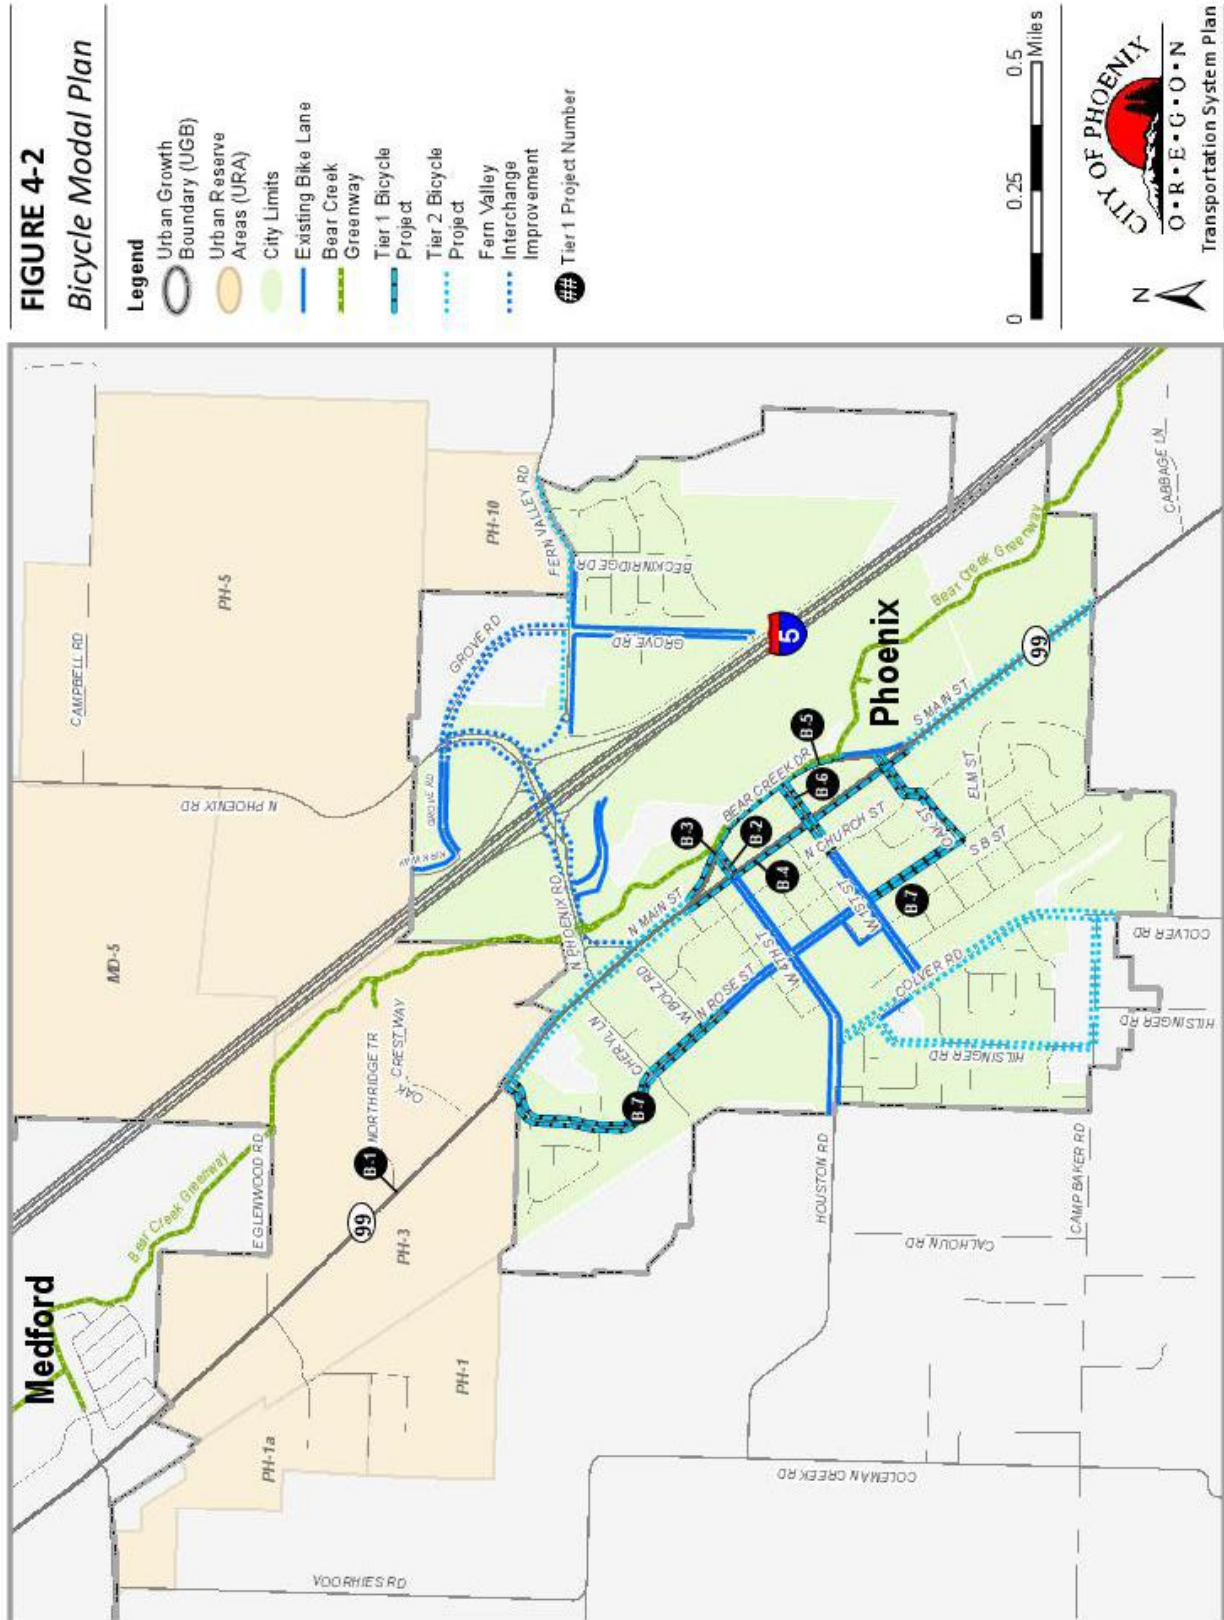 FIGURE 4-2
Bicycle Modal Plan
Legend
Urban Growth
Boundary (UGB)
Urban Reserve
Areas (URA)
City Limits
Existing Bike Lane
Bear Creek
Greenway
Tier 1 Bicycle
Project
Tier 2 Bicycle
Project
Fern Valley
Interchange
Improvement
## Tier 1 Project Number
0 0.25 0.5
Miles
N
CITY OF PHOENIX
O•R•E•G•O•N
Transportation System Plan
Medford
Bear Creek Greenway
E GLENWOOD RD
MD-5
PH-5
CAMPBELL RD
N PHOENIX RD
PH-10
FERN VALLEY RD
BECKINRIDGE DR
GROVE RD
GROVE RD
GROVE RD
KIRK WAY
5
PH-1a
PH-1
PH-3
99
B-1
NORTHRIDGE TR
OAK CREST WAY
N PHOENIX RD
N MAIN ST
W BOLZ RD
CHERYL LN
N ROSE ST
W 4TH ST
B-7
B-3
B-2
B-4
BEAR CREEK DR
B-5
B-6
N CHURCH ST
W 1ST ST
B-7
OAK ST
S B ST
ELM ST
S MAIN ST
Phoenix
Bear Creek Greenway
99
CABBAGE LN
COLVER RD
HILSINGER RD
HILSINGER RD
COLVER RD
HOUSTON RD
CAMP BAKER RD
CALHOUN RD
COLEMAN CREEK RD
VOORHIES RD